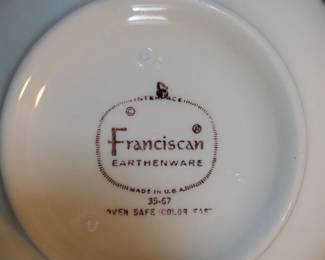 INTERPACE
©
Franciscan ®
EARTHENWARE
MADE IN U.S.A.
35-67
OVEN SAFE COLOR FAST